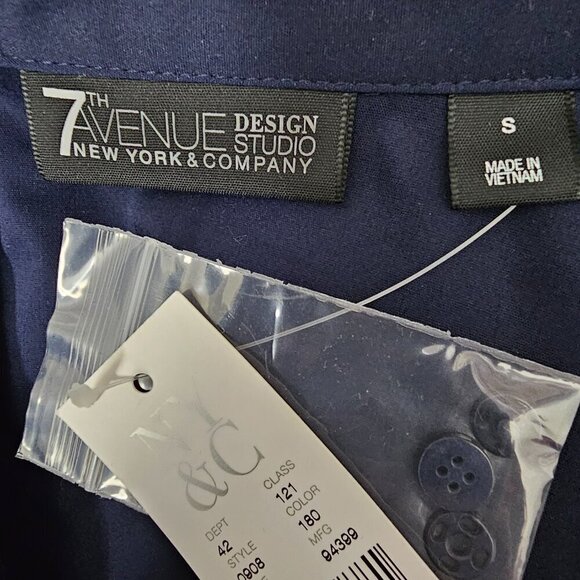 7TH AVENUE DESIGN STUDIO
NEW YORK & COMPANY
S
MADE IN
VIETNAM
NY
&C
DEPT CLASS
42 121
STYLE COLOR
0908 180
MFG
94399